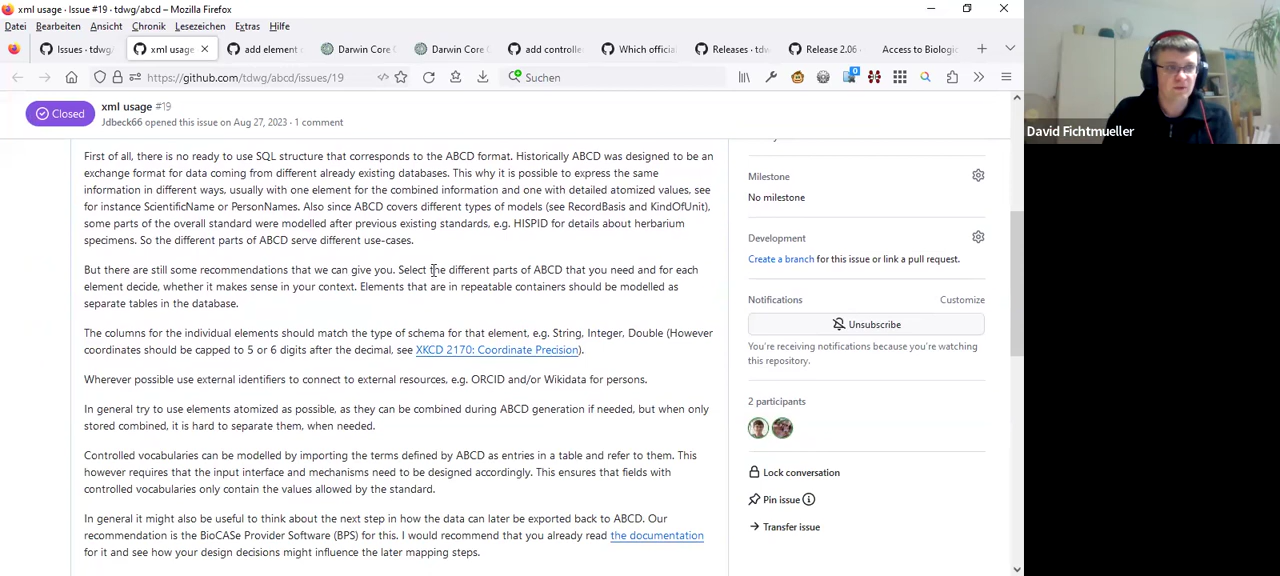 xml usage · Issue #19 · tdwg/abcd – Mozilla Firefox
Datei Bearbeiten Ansicht Chronik Lesezeichen Extras Hilfe
Issues · tdwg/ xml usage add element Darwin Core Darwin Core add controlle Which officia Releases · tdw Release 2.06 Access to Biologic
https://github.com/tdwg/abcd/issues/19 Suchen 0
Closed
xml usage #19
Jdbeck66 opened this issue on Aug 27, 2023 · 1 comment
First of all, there is no ready to use SQL structure that corresponds to the ABCD format. Historically ABCD was designed to be an
exchange format for data coming from different already existing databases. This why it is possible to express the same
information in different ways, usually with one element for the combined information and one with detailed atomized values, see
for instance ScientificName or PersonNames. Also since ABCD covers different types of models (see RecordBasis and KindOfUnit),
some parts of the overall standard were modelled after previous existing standards, e.g. HISPID for details about herbarium
specimens. So the different parts of ABCD serve different use-cases.
But there are still some recommendations that we can give you. Select the different parts of ABCD that you need and for each
element decide, whether it makes sense in your context. Elements that are in repeatable containers should be modelled as
separate tables in the database.
The columns for the individual elements should match the type of schema for that element, e.g. String, Integer, Double (However
coordinates should be capped to 5 or 6 digits after the decimal, see XKCD 2170: Coordinate Precision).
Wherever possible use external identifiers to connect to external resources, e.g. ORCID and/or Wikidata for persons.
In general try to use elements atomized as possible, as they can be combined during ABCD generation if needed, but when only
stored combined, it is hard to separate them, when needed.
Controlled vocabularies can be modelled by importing the terms defined by ABCD as entries in a table and refer to them. This
however requires that the input interface and mechanisms need to be designed accordingly. This ensures that fields with
controlled vocabularies only contain the values allowed by the standard.
In general it might also be useful to think about the next step in how the data can later be exported back to ABCD. Our
recommendation is the BioCASe Provider Software (BPS) for this. I would recommend that you already read the documentation
for it and see how your design decisions might influence the later mapping steps.
Milestone
No milestone
Development
Create a branch for this issue or link a pull request.
Notifications Customize
Unsubscribe
You're receiving notifications because you're watching
this repository.
2 participants
Lock conversation
Pin issue
Transfer issue
David Fichtmueller